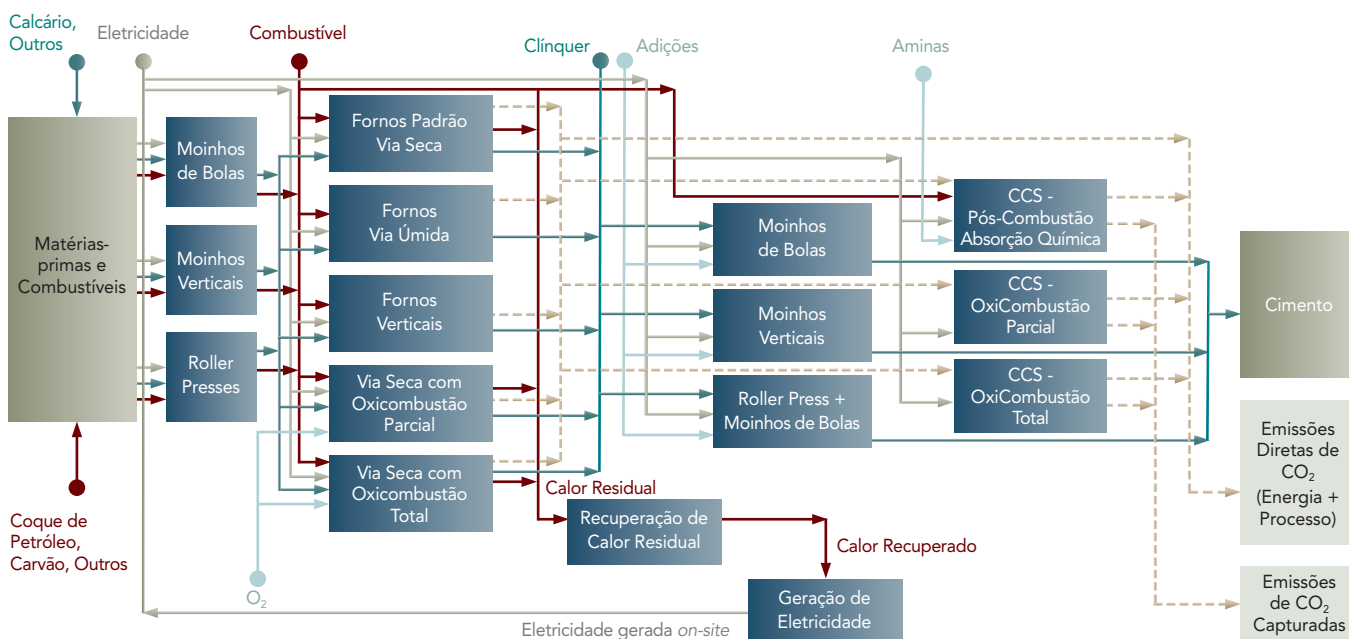 Calcário,
Outros
Eletricidade
Combustível
Clínquer
Adições
Aminas
Matérias-
primas e
Combustíveis
Moinhos
de Bolas
Moinhos
Verticais
Roller
Presses
Fornos Padrão
Via Seca
Fornos
Via Úmida
Fornos
Verticais
Via Seca com
Oxicombustão
Parcial
Via Seca com
Oxicombustão
Total
Moinhos
de Bolas
Moinhos
Verticais
Roller Press +
Moinhos de Bolas
CCS -
Pós-Combustão
Absorção Química
CCS -
OxiCombustão
Parcial
CCS -
OxiCombustão
Total
Cimento
Emissões
Diretas de
CO₂
(Energia +
Processo)
Emissões
de CO₂
Capturadas
Coque de
Petróleo,
Carvão, Outros
O₂
Calor Residual
Recuperação de
Calor Residual
Calor Recuperado
Geração de
Eletricidade
Eletricidade gerada on-site